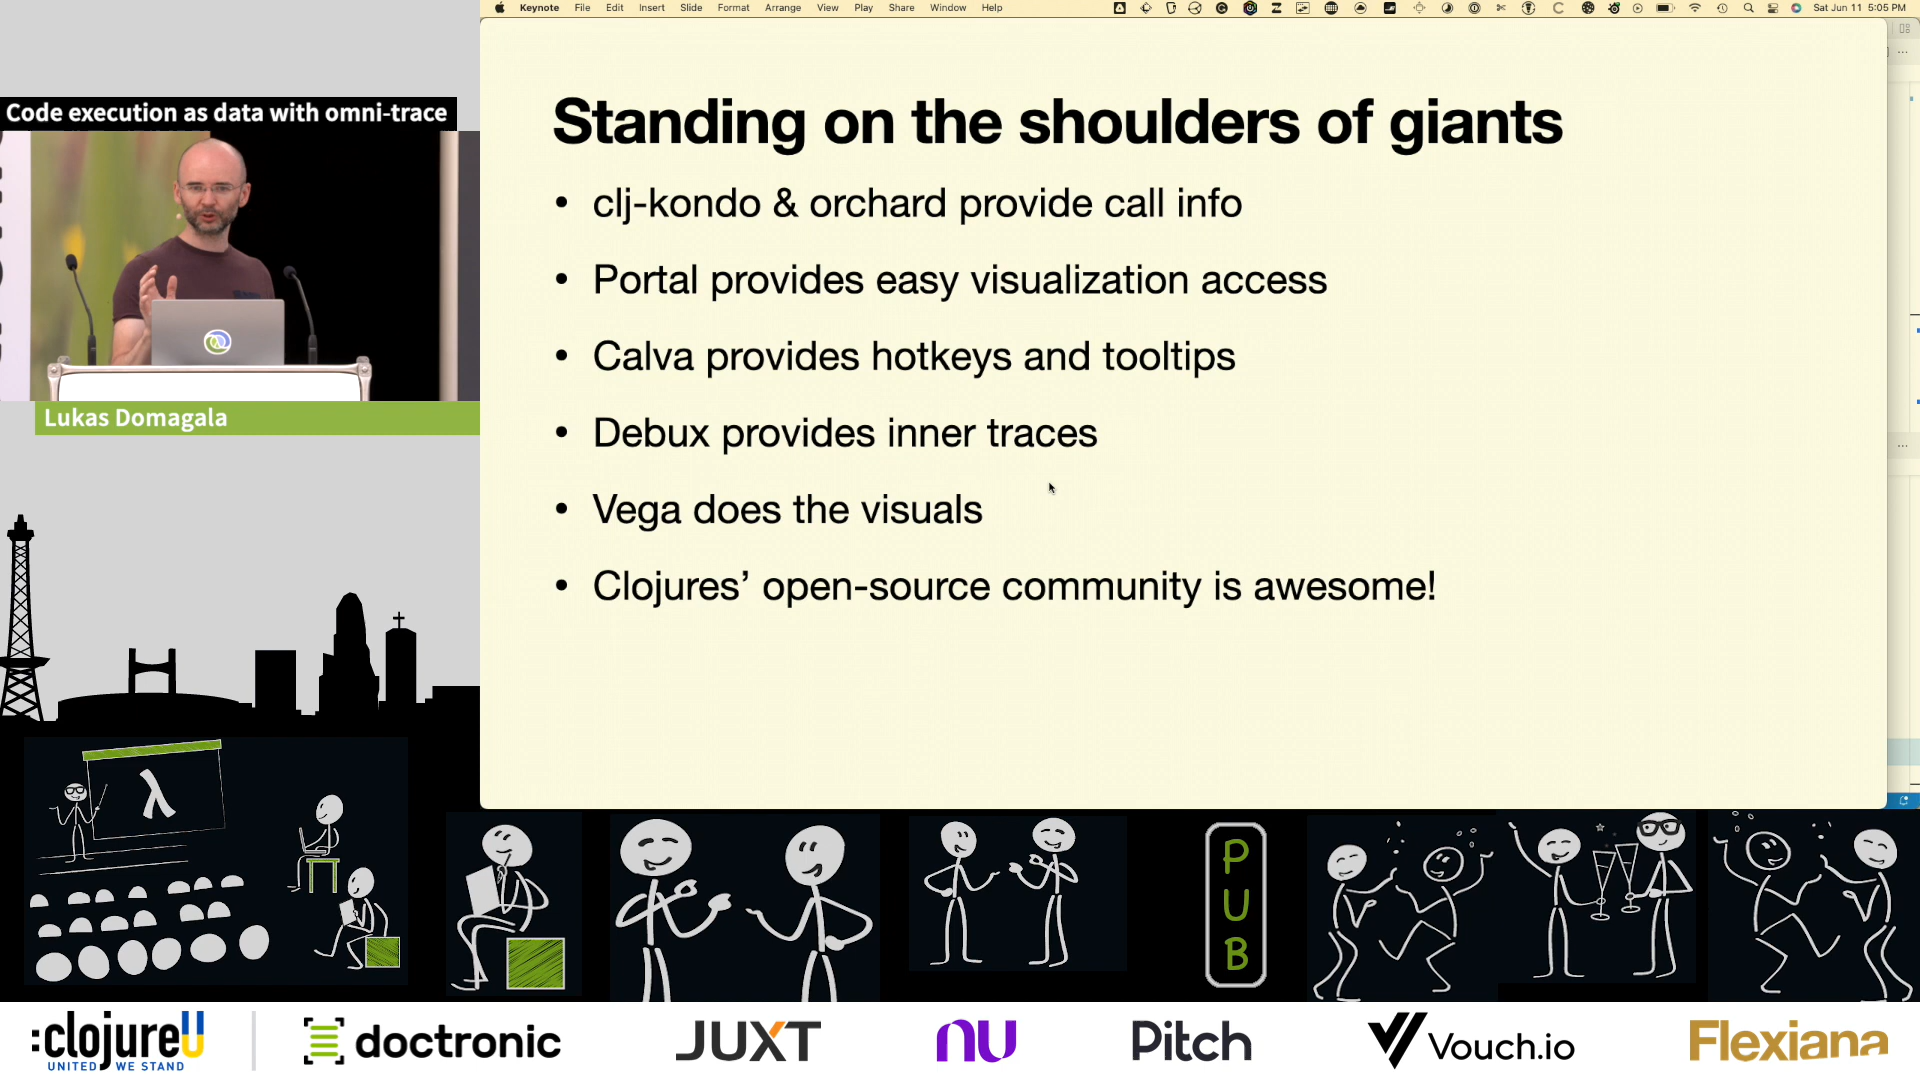 Keynote File Edit Insert Slide Format Arrange View Play Share Window Help Sat Jun 11 5:05 PM
Code execution as data with omni-trace
Lukas Domagala
Standing on the shoulders of giants
• clj-kondo & orchard provide call info
• Portal provides easy visualization access
• Calva provides hotkeys and tooltips
• Debux provides inner traces
• Vega does the visuals
• Clojures’ open-source community is awesome!
λ
PUB
:clojureU
UNITED WE STAND
doctronic
JUXT
nu
Pitch
Vouch.io
Flexiana